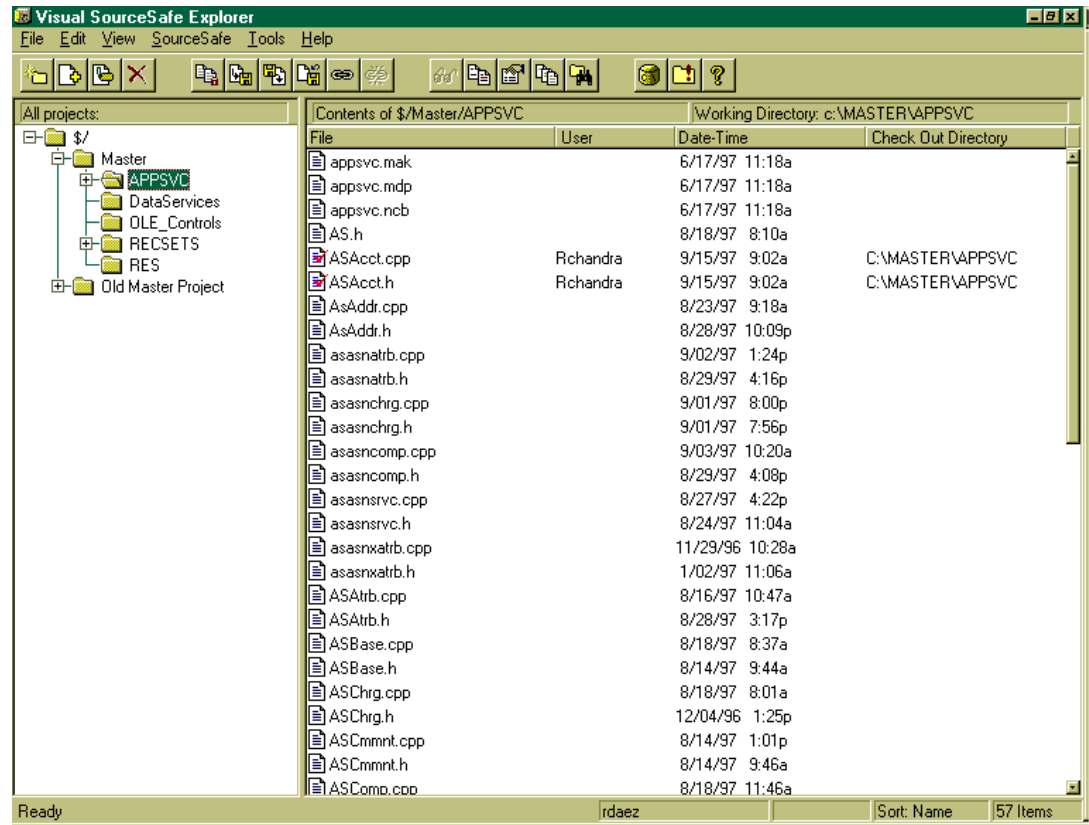 Visual SourceSafe Explorer
File Edit View SourceSafe Tools Help
All projects:
$/
Master
APPSVC
DataServices
OLE_Controls
RECSETS
RES
Old Master Project
Contents of $/Master/APPSVC Working Directory: c:\MASTER\APPSVC
File User Date-Time Check Out Directory
appsvc.mak 6/17/97 11:18a
appsvc.mdp 6/17/97 11:18a
appsvc.ncb 6/17/97 11:18a
AS.h 8/18/97 8:10a
ASAcct.cpp Rchandra 9/15/97 9:02a C:\MASTER\APPSVC
ASAcct.h Rchandra 9/15/97 9:02a C:\MASTER\APPSVC
AsAddr.cpp 8/23/97 9:18a
AsAddr.h 8/28/97 10:09p
asasnatrb.cpp 9/02/97 1:24p
asasnatrb.h 8/29/97 4:16p
asasnchrg.cpp 9/01/97 8:00p
asasnchrg.h 9/01/97 7:56p
asasncomp.cpp 9/03/97 10:20a
asasncomp.h 8/29/97 4:08p
asasnsrvc.cpp 8/27/97 4:22p
asasnsrvc.h 8/24/97 11:04a
asasnxatrb.cpp 11/29/96 10:28a
asasnxatrb.h 1/02/97 11:06a
ASAtrb.cpp 8/16/97 10:47a
ASAtrb.h 8/28/97 3:17p
ASBase.cpp 8/18/97 8:37a
ASBase.h 8/14/97 9:44a
ASChrg.cpp 8/18/97 8:01a
ASChrg.h 12/04/96 1:25p
ASCmmnt.cpp 8/14/97 1:01p
ASCmmnt.h 8/14/97 9:46a
ASComp.cpp 8/18/97 11:46a
Ready rdaez Sort: Name 57 Items